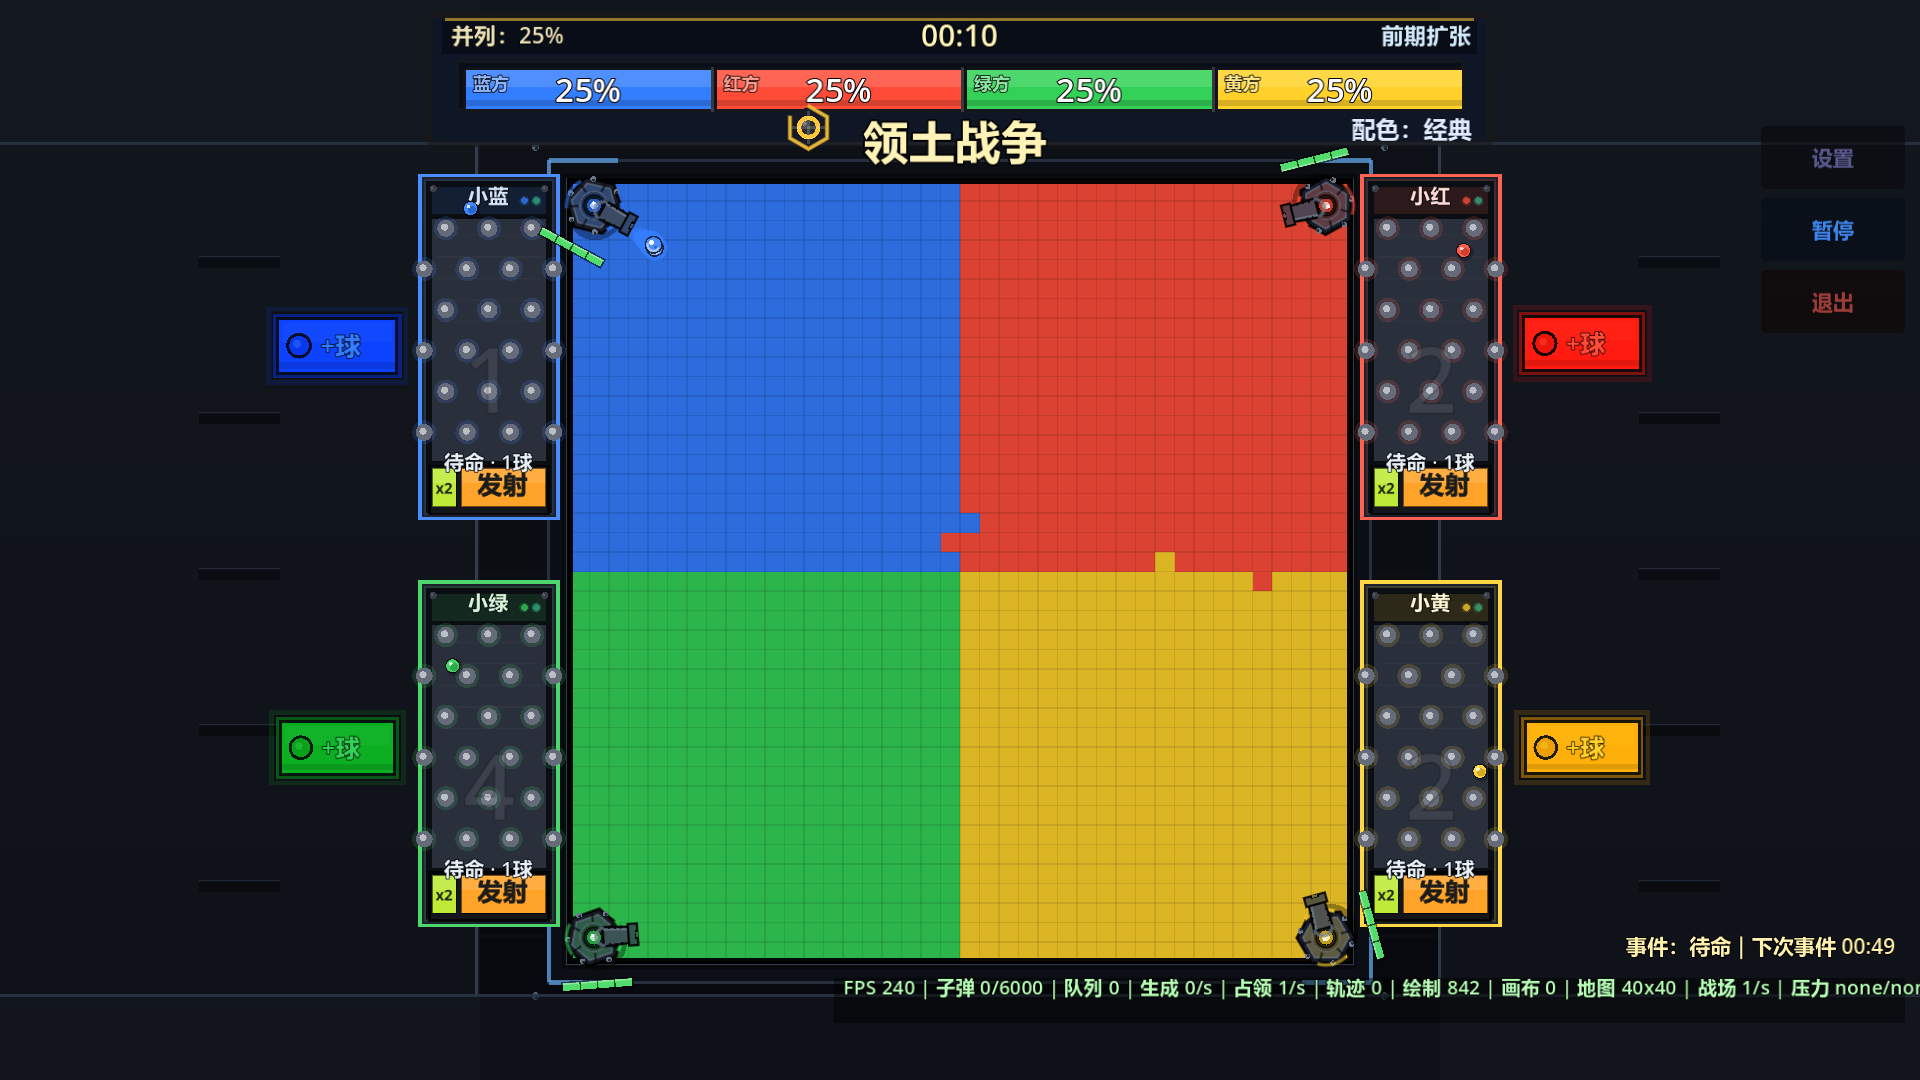 并列：25%
00:10
前期扩张
蓝方 25%
红方 25%
绿方 25%
黄方 25%
领土战争
配色：经典
设置
暂停
退出
小蓝
1
待命 · 1球
x2 发射
+球
小红
2
待命 · 1球
x2 发射
+球
小绿
4
待命 · 1球
x2 发射
+球
小黄
2
待命 · 1球
x2 发射
+球
事件：待命 | 下次事件 00:49
FPS 240 | 子弹 0/6000 | 队列 0 | 生成 0/s | 占领 1/s | 轨迹 0 | 绘制 842 | 画布 0 | 地图 40x40 | 战场 1/s | 压力 none/nor